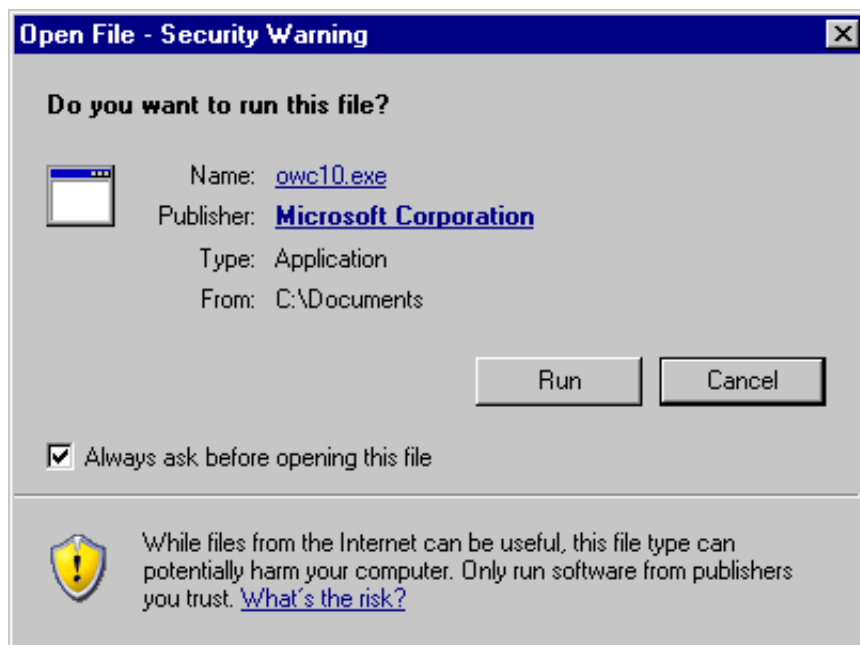 Open File - Security Warning
Do you want to run this file?
Name: owc10.exe
Publisher: Microsoft Corporation
Type: Application
From: C:\Documents
Run Cancel
Always ask before opening this file
While files from the Internet can be useful, this file type can
potentially harm your computer. Only run software from publishers
you trust. What's the risk?